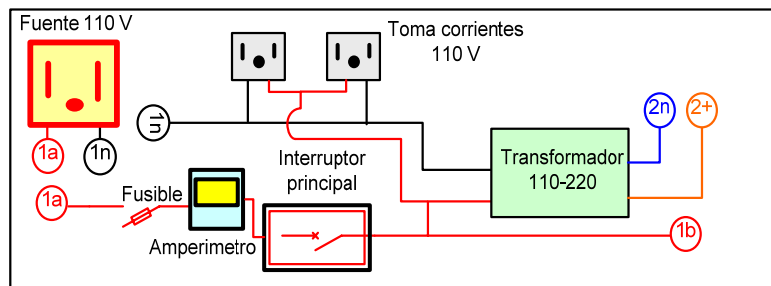 Fuente 110 V
Toma corrientes
110 V
1n
2n
2+
1a
1n
Interruptor
principal
Transformador
110-220
1a
Fusible
Amperimetro
1b